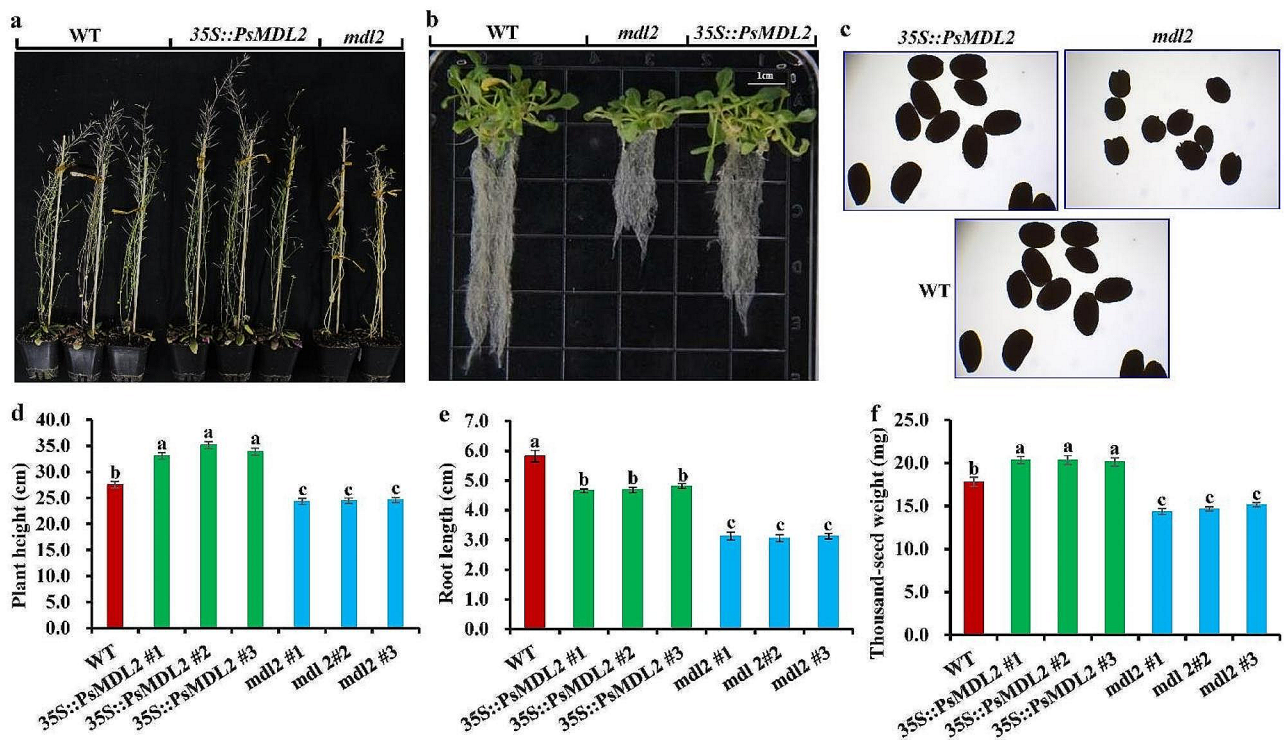 a
WT 35S::PsMDL2 mdl2
b
WT mdl2 35S::PsMDL2
1cm
c
35S::PsMDL2 mdl2
WT
d
Plant height (cm)
40.0
35.0
30.0
25.0
20.0
15.0
10.0
5.0
0.0
b a a a c c c
WT
35S::PsMDL2 #1
35S::PsMDL2 #2
35S::PsMDL2 #3
mdl2 #1
mdl 2#2
mdl2 #3
e
Root length (cm)
7.0
6.0
5.0
4.0
3.0
2.0
1.0
0.0
a b b b c c c
WT
35S::PsMDL2 #1
35S::PsMDL2 #2
35S::PsMDL2 #3
mdl2 #1
mdl 2#2
mdl2 #3
f
Thousand-seed weight (mg)
25.0
20.0
15.0
10.0
5.0
0.0
b a a a c c c
WT
35S::PsMDL2 #1
35S::PsMDL2 #2
35S::PsMDL2 #3
mdl2 #1
mdl 2#2
mdl2 #3